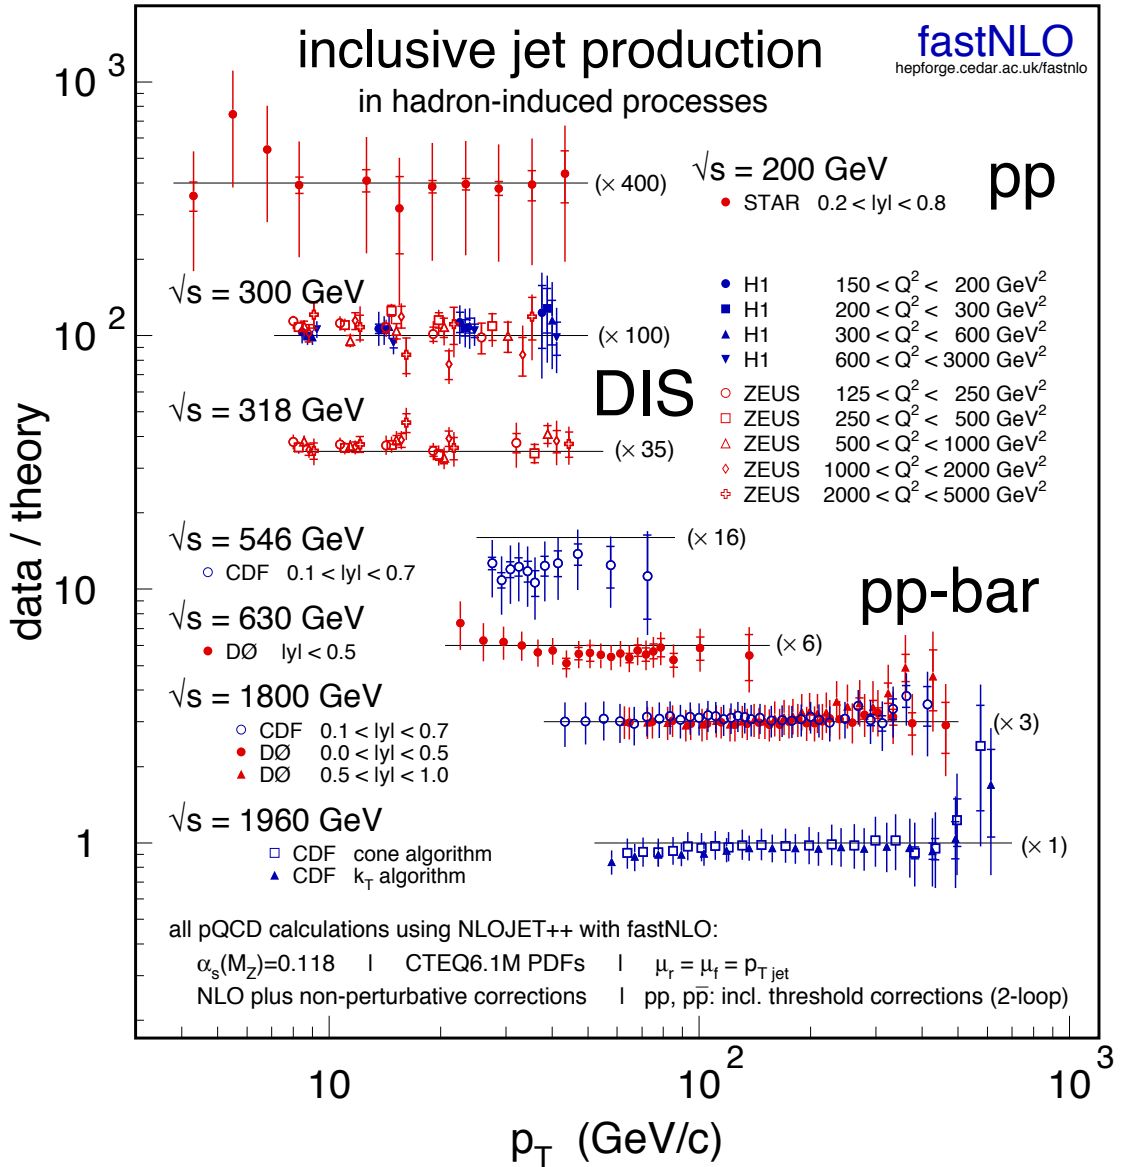 inclusive jet production
in hadron-induced processes
fastNLO
hepforge.cedar.ac.uk/fastnlo
10³
(× 400)
√s = 200 GeV
pp
STAR 0.2 < |y| < 0.8
√s = 300 GeV
10²
(× 100)
H1 150 < Q² < 200 GeV²
H1 200 < Q² < 300 GeV²
H1 300 < Q² < 600 GeV²
H1 600 < Q² < 3000 GeV²
DIS
ZEUS 125 < Q² < 250 GeV²
ZEUS 250 < Q² < 500 GeV²
ZEUS 500 < Q² < 1000 GeV²
ZEUS 1000 < Q² < 2000 GeV²
ZEUS 2000 < Q² < 5000 GeV²
√s = 318 GeV
(× 35)
data / theory
√s = 546 GeV
(× 16)
CDF 0.1 < |y| < 0.7
10
pp-bar
√s = 630 GeV
(× 6)
DØ |y| < 0.5
√s = 1800 GeV
(× 3)
CDF 0.1 < |y| < 0.7
DØ 0.0 < |y| < 0.5
DØ 0.5 < |y| < 1.0
√s = 1960 GeV
1
(× 1)
CDF cone algorithm
CDF k_T algorithm
all pQCD calculations using NLOJET++ with fastNLO:
α_s(M_Z)=0.118 | CTEQ6.1M PDFs | μ_r = μ_f = p_T jet
NLO plus non-perturbative corrections | pp, pp̅: incl. threshold corrections (2-loop)
10 10² 10³
p_T (GeV/c)